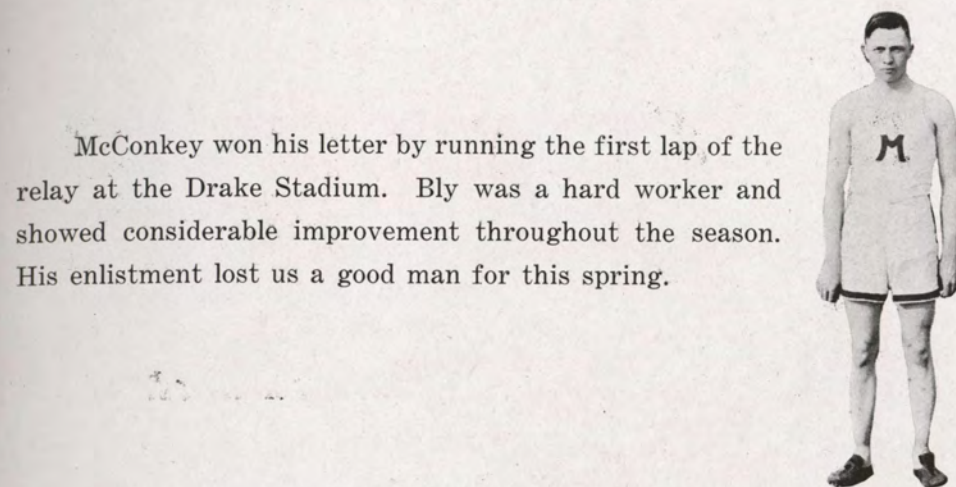 McConkey won his letter by running the first lap of the
relay at the Drake Stadium. Bly was a hard worker and
showed considerable improvement throughout the season.
His enlistment lost us a good man for this spring.
M